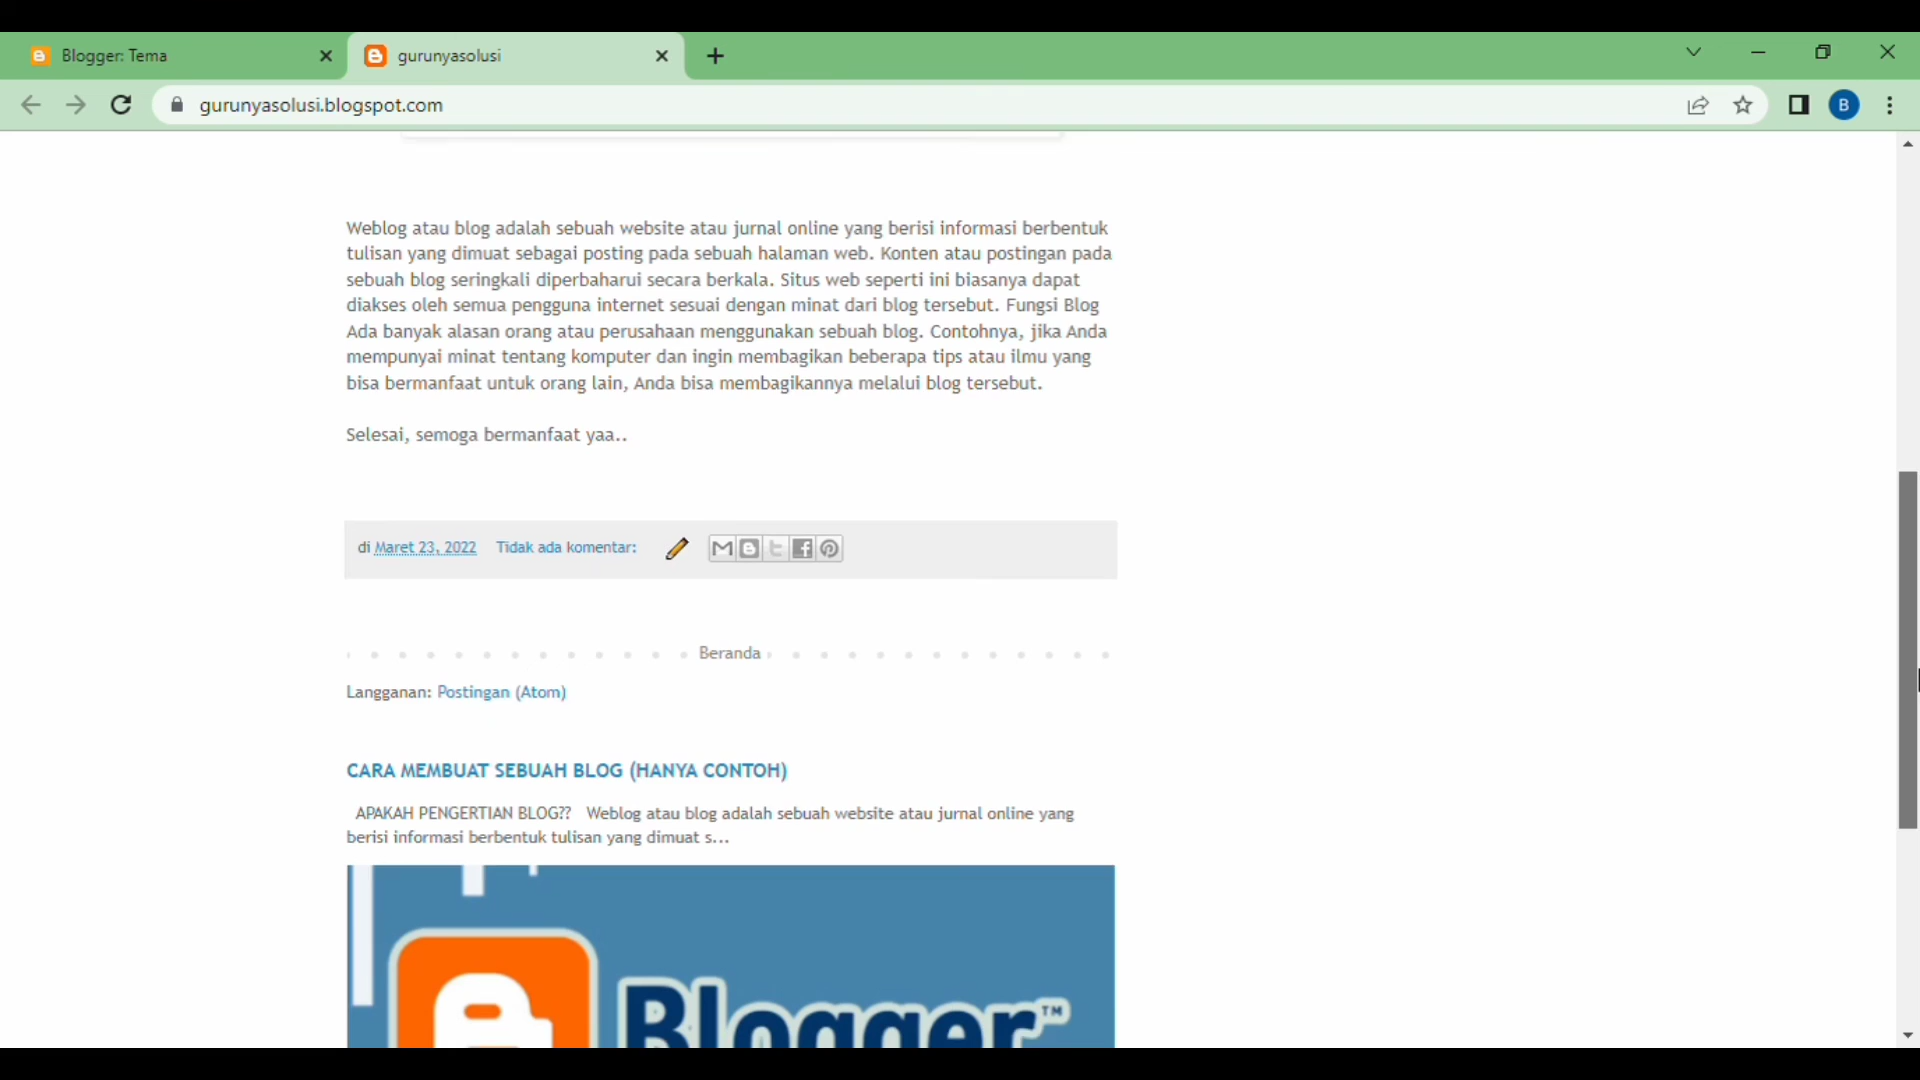 Blogger: Tema
gurunyasolusi
gurunyasolusi.blogspot.com
B
Weblog atau blog adalah sebuah website atau jurnal online yang berisi informasi berbentuk
tulisan yang dimuat sebagai posting pada sebuah halaman web. Konten atau postingan pada
sebuah blog seringkali diperbaharui secara berkala. Situs web seperti ini biasanya dapat
diakses oleh semua pengguna internet sesuai dengan minat dari blog tersebut. Fungsi Blog
Ada banyak alasan orang atau perusahaan menggunakan sebuah blog. Contohnya, jika Anda
mempunyai minat tentang komputer dan ingin membagikan beberapa tips atau ilmu yang
bisa bermanfaat untuk orang lain, Anda bisa membagikannya melalui blog tersebut.
Selesai, semoga bermanfaat yaa..
di Maret 23, 2022 Tidak ada komentar:
Beranda
Langganan: Postingan (Atom)
CARA MEMBUAT SEBUAH BLOG (HANYA CONTOH)
APAKAH PENGERTIAN BLOG?? Weblog atau blog adalah sebuah website atau jurnal online yang
berisi informasi berbentuk tulisan yang dimuat s...
Blogger™